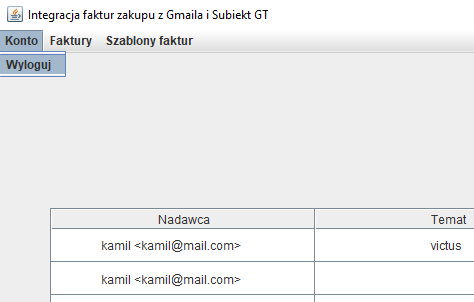 Integracja faktur zakupu z Gmaila i Subiekt GT
Konto Faktury Szablony faktur
Wyloguj
Nadawca Temat
kamil <kamil@mail.com> victus
kamil <kamil@mail.com>